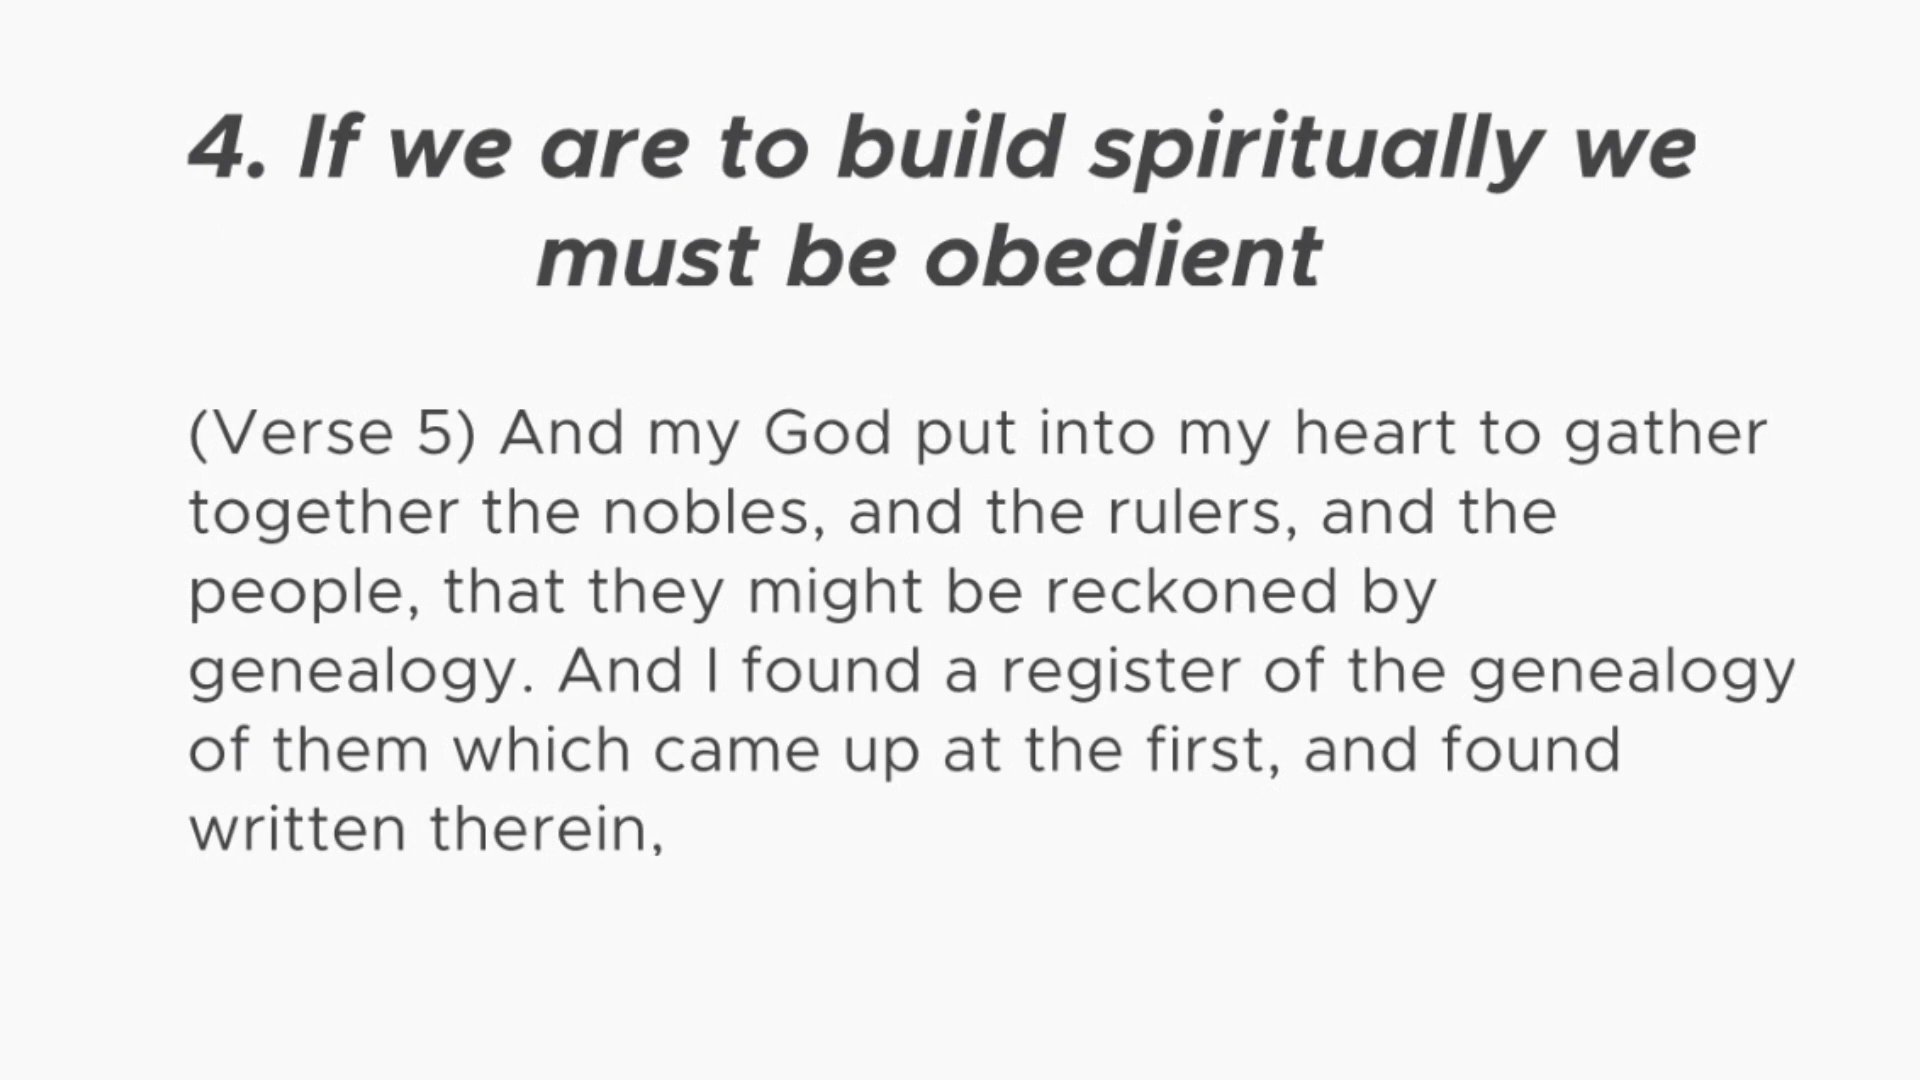 4. If we are to build spiritually we
must be obedient
(Verse 5) And my God put into my heart to gather
together the nobles, and the rulers, and the
people, that they might be reckoned by
genealogy. And I found a register of the genealogy
of them which came up at the first, and found
written therein,